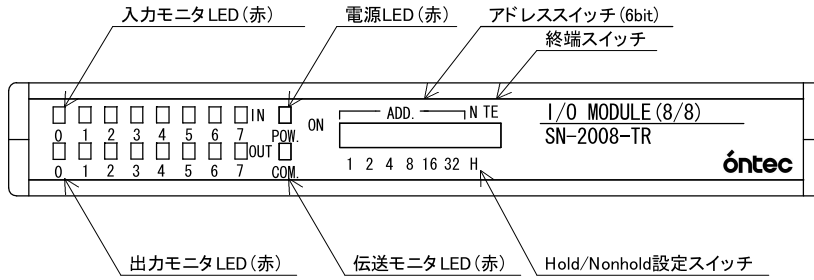 入力モニタLED(赤)
電源LED(赤)
アドレススイッチ(6bit)
終端スイッチ
IN
0 1 2 3 4 5 6 7
POW.
OUT
0 1 2 3 4 5 6 7
COM.
ON
ADD.
N TE
1 2 4 8 16 32 H
I/O MODULE(8/8)
SN-2008-TR
óntec
出力モニタLED(赤)
伝送モニタLED(赤)
Hold/Nonhold設定スイッチ